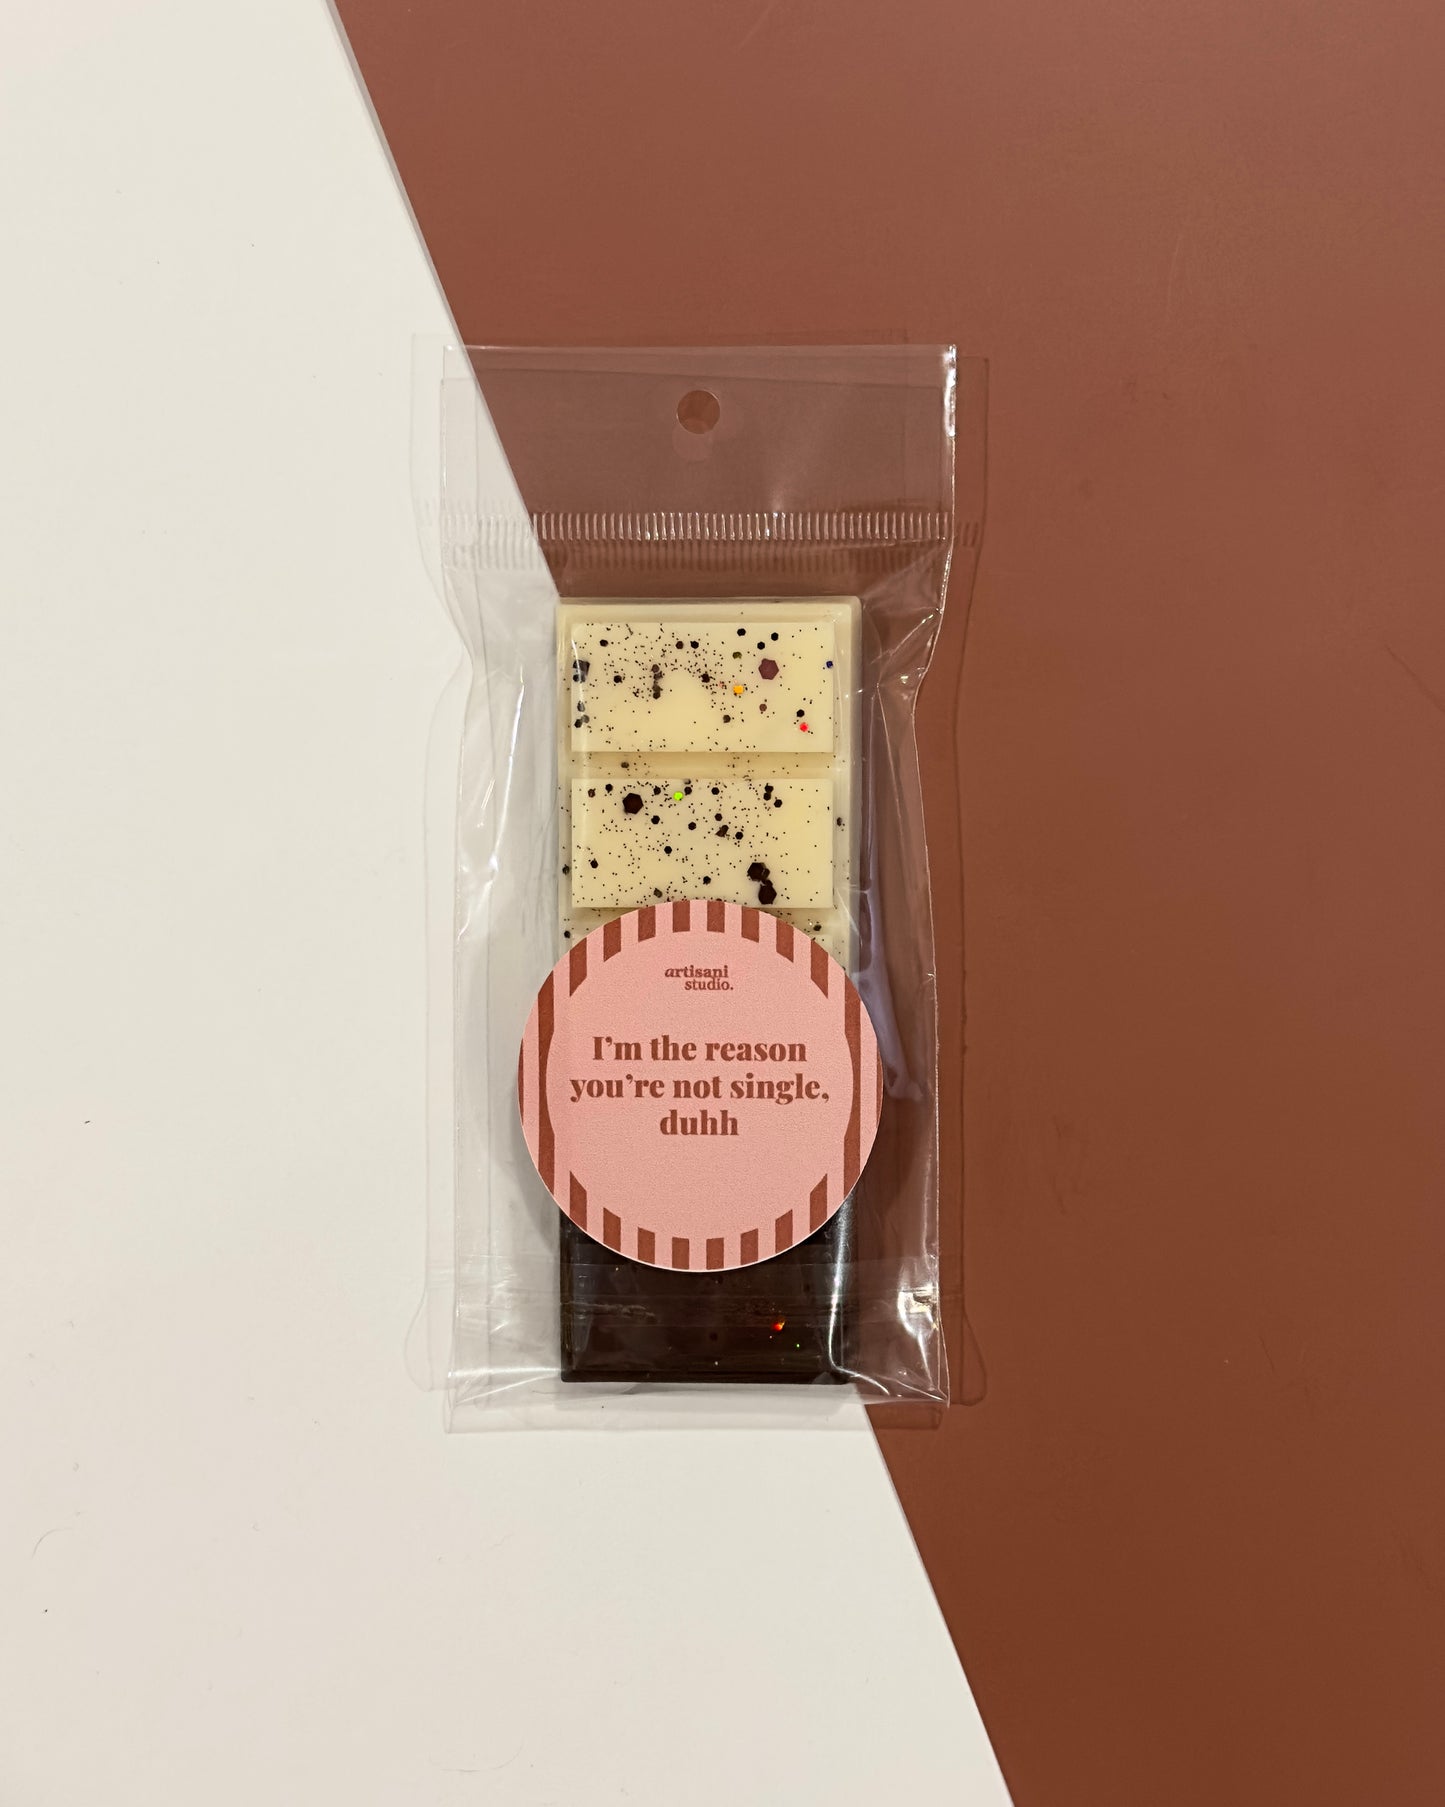 artisani
studio.
I'm the reason
you're not single,
duhh